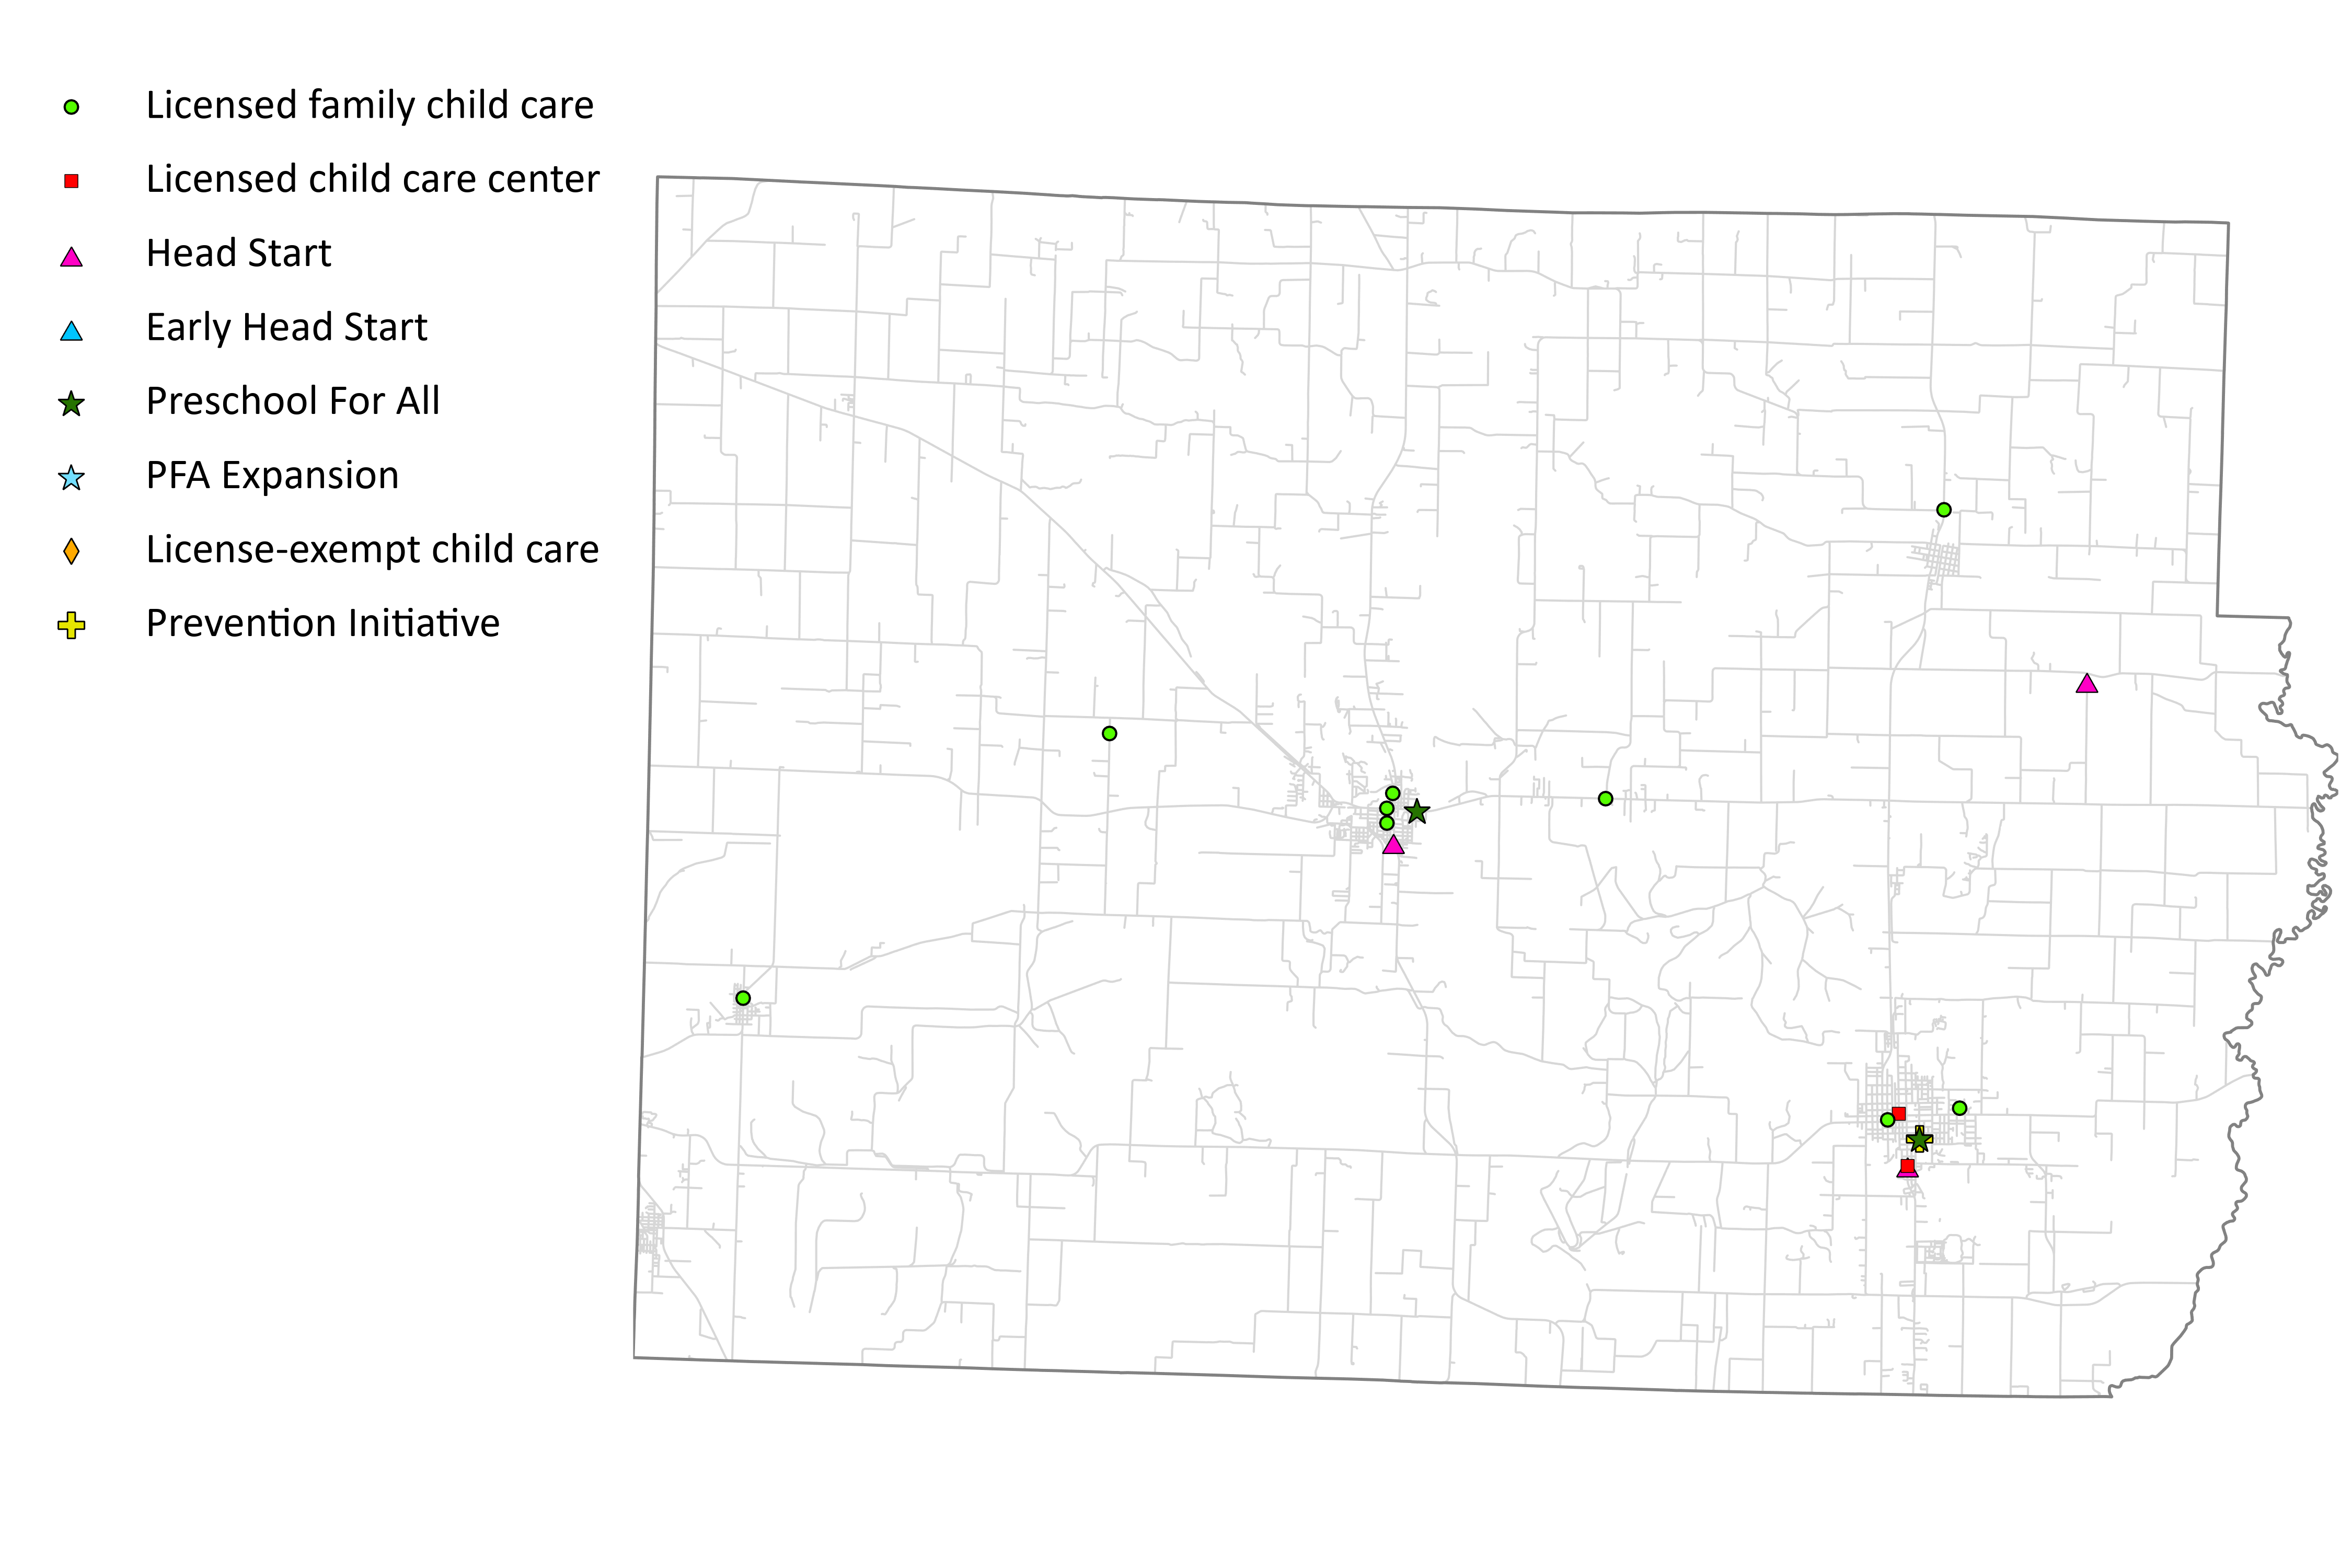 Licensed family child care
Licensed child care center
Head Start
Early Head Start
Preschool For All
PFA Expansion
License-exempt child care
Prevention Initiative